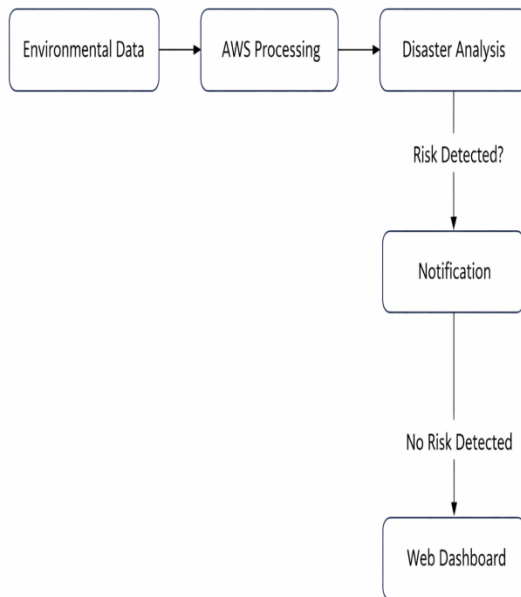 Environmental Data
AWS Processing
Disaster Analysis
Risk Detected?
Notification
No Risk Detected
Web Dashboard